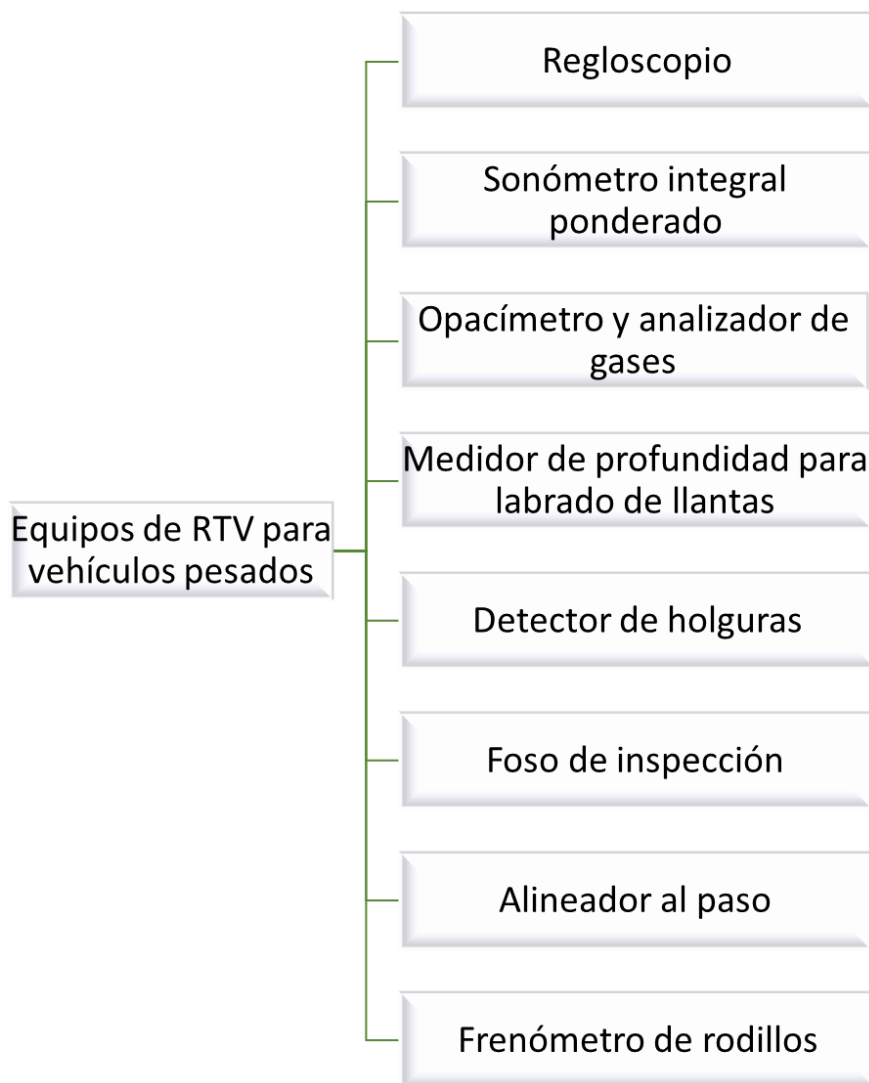 Regloscopio
Sonómetro integral
ponderado
Opacímetro y analizador de
gases
Medidor de profundidad para
labrado de llantas
Equipos de RTV para
vehículos pesados
Detector de holguras
Foso de inspección
Alineador al paso
Frenómetro de rodillos